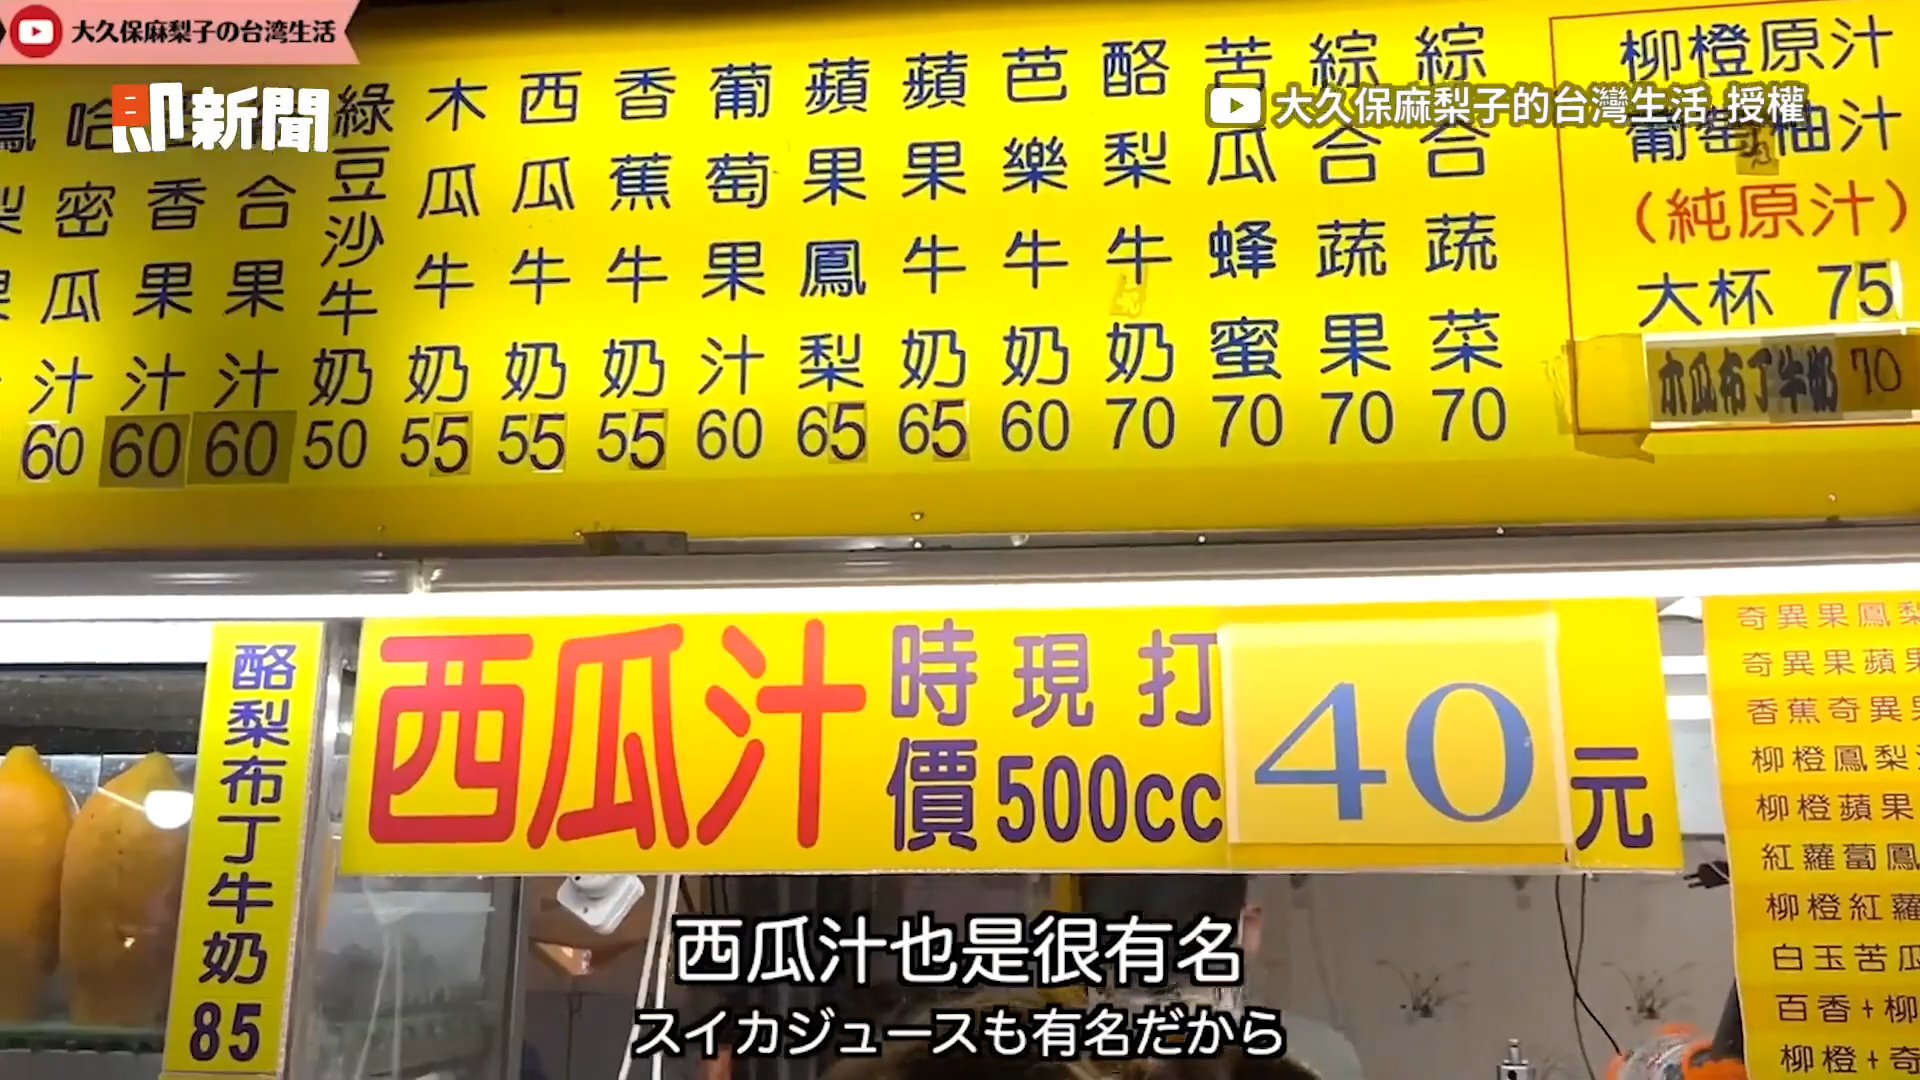 大久保麻梨子の台湾生活
即新聞
大久保麻梨子的台灣生活 授權
哈密瓜汁 60
香果汁 60
合果汁 60
綠豆沙牛奶 50
木瓜牛奶 55
西瓜牛奶 55
香蕉牛奶 55
葡萄果汁 60
蘋果鳳梨 65
蘋果牛奶 65
芭樂牛奶 60
酪梨牛奶 70
苦瓜蜂蜜 70
綜合蔬果 70
綜合蔬菜 70
柳橙原汁
葡萄柚汁
(純原汁)
大杯 75
木瓜布丁牛奶 70
酪梨布丁牛奶 85
西瓜汁
時價
現打
500cc
40元
奇異果鳳梨
奇異果蘋果
香蕉奇異果
柳橙鳳梨
柳橙蘋果
紅蘿蔔鳳
柳橙紅蘿
白玉苦瓜
百香+柳
柳橙+奇
西瓜汁也是很有名
スイカジュースも有名だから